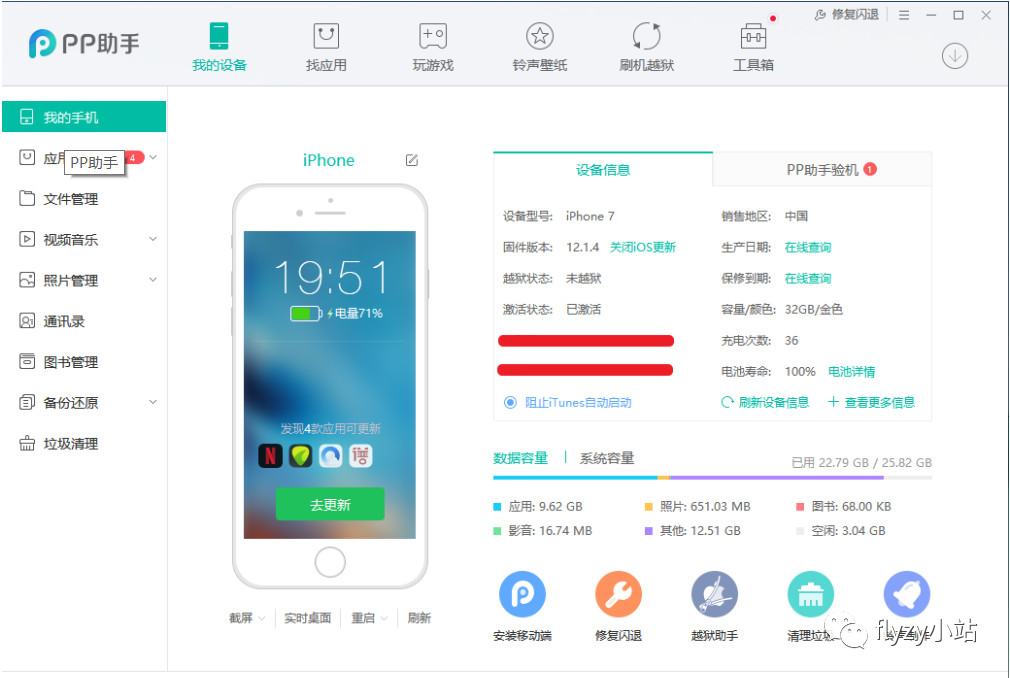 PP助手
修复闪退
我的设备
找应用
玩游戏
铃声壁纸
刷机越狱
工具箱
我的手机
应
4
PP助手
文件管理
视频音乐
照片管理
通讯录
图书管理
备份还原
垃圾清理
iPhone
19:51
电量71%
发现4款应用可更新
去更新
截屏
实时桌面
重启
刷新
设备信息
PP助手验机 1
设备型号: iPhone 7
销售地区: 中国
固件版本: 12.1.4 关闭iOS更新
生产日期: 在线查询
越狱状态: 未越狱
保修到期: 在线查询
激活状态: 已激活
容量/颜色: 32GB/金色
充电次数: 36
电池寿命: 100% 电池详情
阻止iTunes自动启动
刷新设备信息
查看更多信息
数据容量
系统容量
已用 22.79 GB / 25.82 GB
应用: 9.62 GB
照片: 651.03 MB
图书: 68.00 KB
影音: 16.74 MB
其他: 12.51 GB
空闲: 3.04 GB
安装移动端
修复闪退
越狱助手
清理垃
flyzy小站